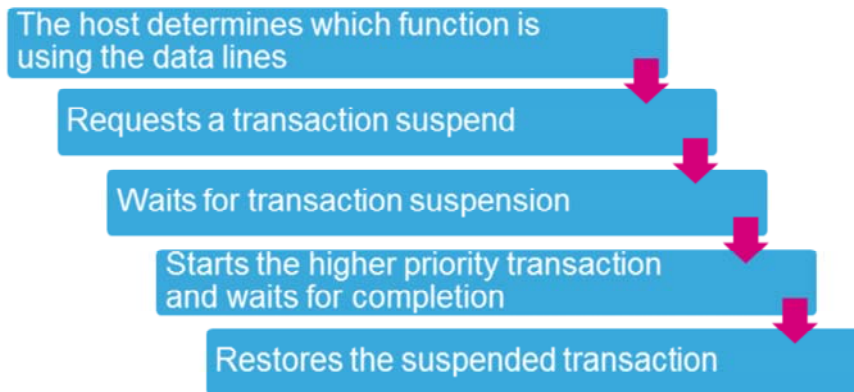 The host determines which function is
using the data lines
Requests a transaction suspend
Waits for transaction suspension
Starts the higher priority transaction
and waits for completion
Restores the suspended transaction